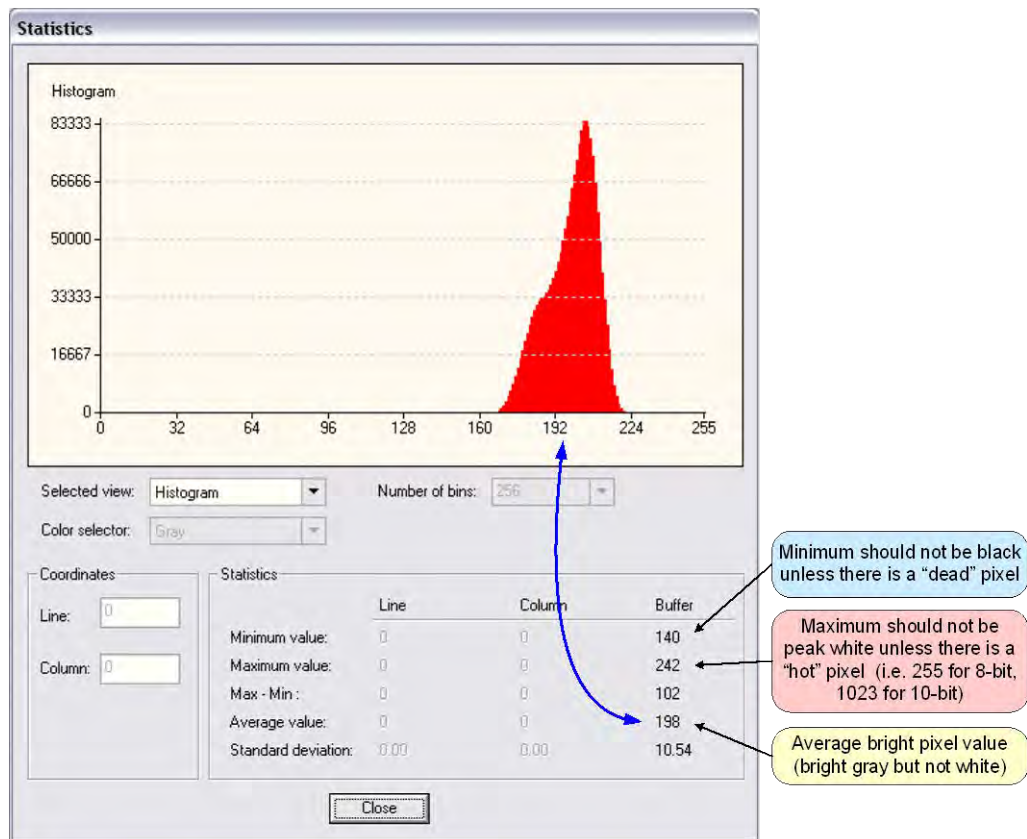 Statistics
Histogram
83333
66666
50000
33333
16667
0
0 32 64 96 128 160 192 224 255
Selected view: Histogram Number of bins: 256
Color selector: Gray
Coordinates
Line: 0
Column: 0
Statistics
Line Column Buffer
Minimum value: 0 0 140
Maximum value: 0 0 242
Max - Min : 0 0 102
Average value: 0 0 198
Standard deviation: 0.00 0.00 10.54
Close
Minimum should not be black
unless there is a “dead” pixel
Maximum should not be
peak white unless there is a
“hot” pixel (i.e. 255 for 8-bit,
1023 for 10-bit)
Average bright pixel value
(bright gray but not white)